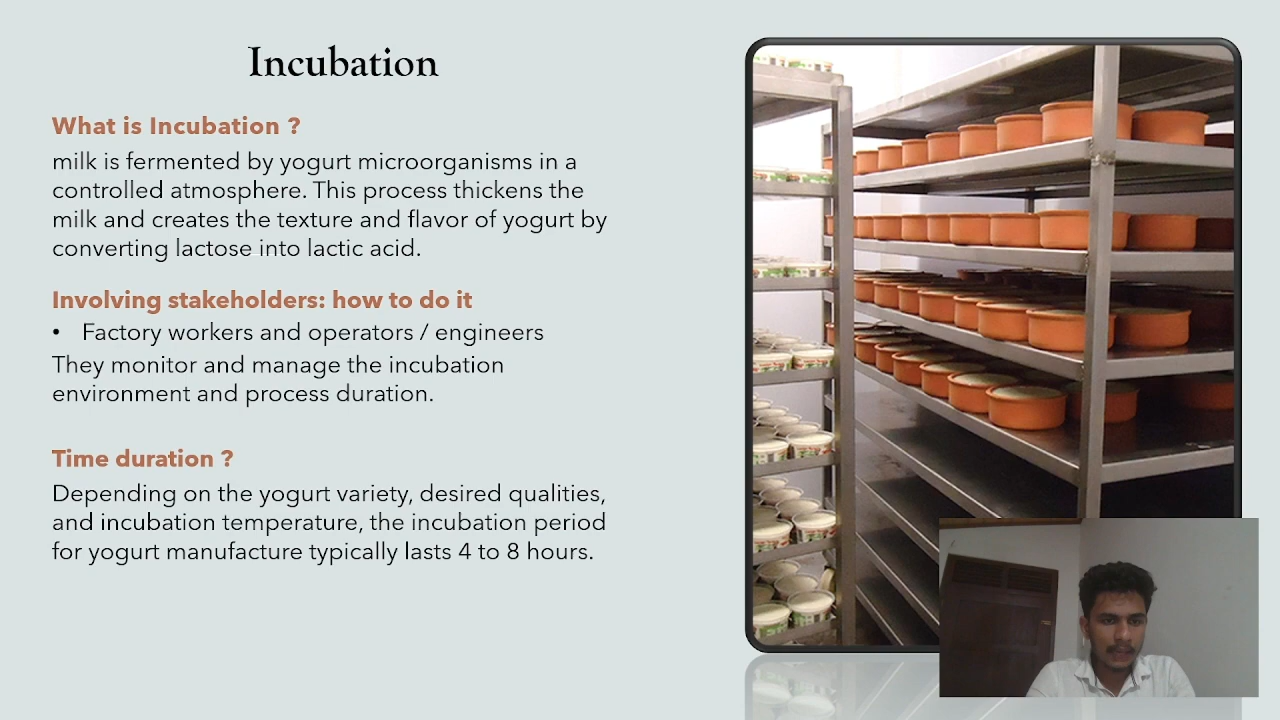 Incubation
What is Incubation ?
milk is fermented by yogurt microorganisms in a
controlled atmosphere. This process thickens the
milk and creates the texture and flavor of yogurt by
converting lactose into lactic acid.
Involving stakeholders: how to do it
• Factory workers and operators / engineers
They monitor and manage the incubation
environment and process duration.
Time duration ?
Depending on the yogurt variety, desired qualities,
and incubation temperature, the incubation period
for yogurt manufacture typically lasts 4 to 8 hours.